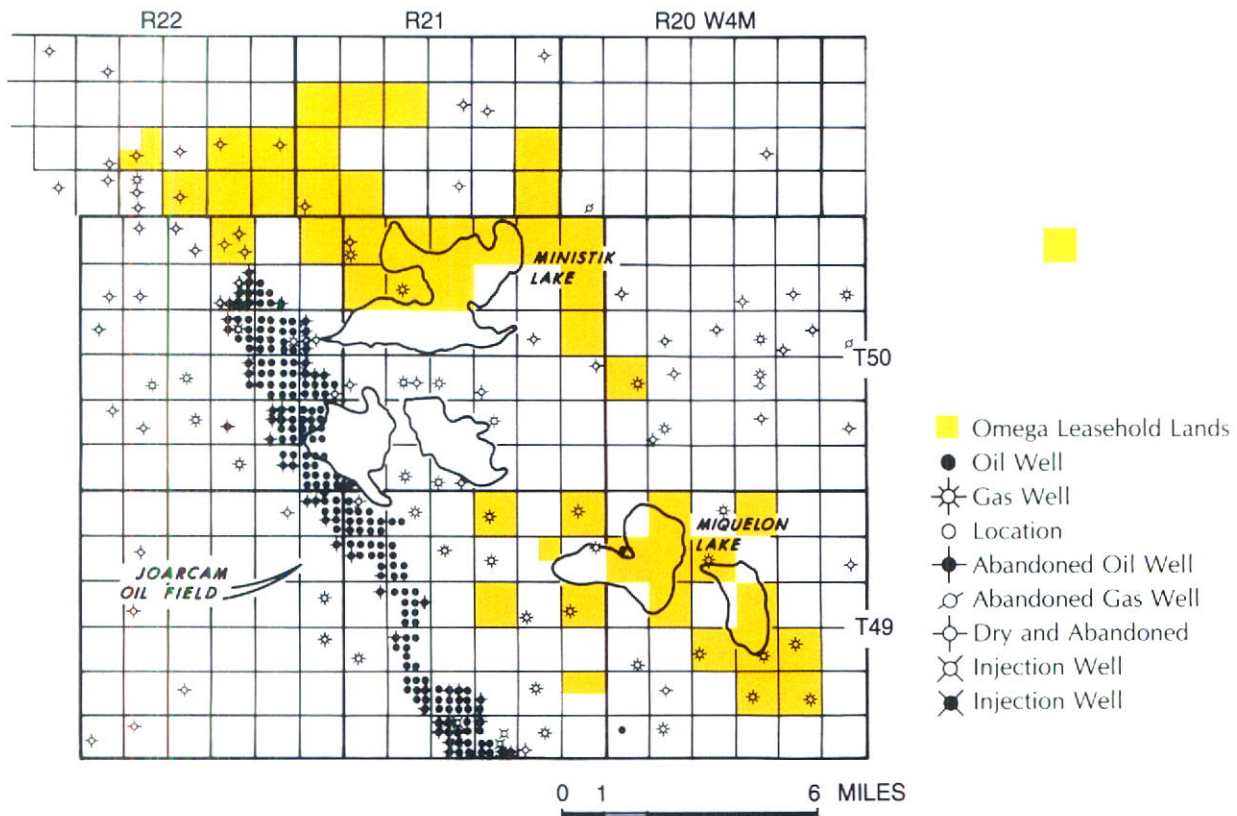 R22 R21 R20 W4M
MINISTIK
LAKE
T50
Omega Leasehold Lands
Oil Well
Gas Well
Location
Abandoned Oil Well
Abandoned Gas Well
Dry and Abandoned
Injection Well
Injection Well
MIQUELON
LAKE
JOARCAM
OIL FIELD
T49
0 1 6 MILES